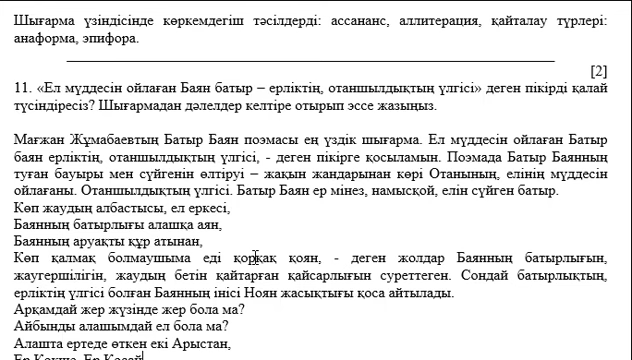 Шығарма үзіндісінде көркемдегіш тәсілдерді: ассананс, аллитерация, қайталау түрлері:
анаформа, эпифора.
[2]
11. «Ел мүддесін ойлаған Баян батыр – ерліктің, отаншылдықтың үлгісі» деген пікірді қалай
түсіндіресіз? Шығармадан дәлелдер келтіре отырып эссе жазыңыз.
Мағжан Жұмабаевтың Батыр Баян поэмасы ең үздік шығарма. Ел мүддесін ойлаған Батыр
баян ерліктің, отаншылдықтың үлгісі, - деген пікірге қосыламын. Поэмада Батыр Баянның
туған бауыры мен сүйгенін өлтіруі – жақын жандарынан көрі Отанының, елінің мүддесін
ойлағаны. Отаншылдықтың үлгісі. Батыр Баян ер мінез, намысқой, елін сүйген батыр.
Көп жаудың албастысы, ел еркесі,
Баянның батырлығы алашқа аян,
Баянның аруақты құр атынан,
Көп қалмақ болмаушыма еді қорқақ қоян, - деген жолдар Баянның батырлығын,
жаугершілігін, жаудың бетін қайтарған қайсарлығын суреттеген. Сондай батырлықтың,
ерліктің үлгісі болған Баянның інісі Ноян жасықтығы қоса айтылады.
Арқамдай жер жүзінде жер бола ма?
Айбынды алашымдай ел бола ма?
Алашта ертеде өткен екі Арыстан,
Ер Көкше, Ер Қосай